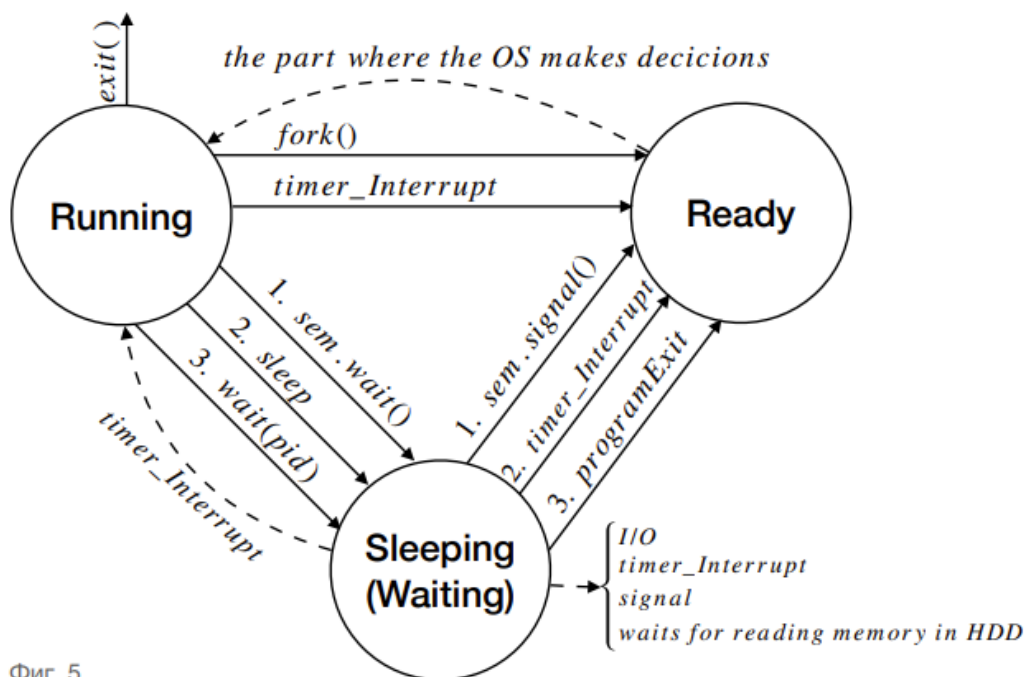 exit()
the part where the OS makes decicions
fork()
timer_Interrupt
Running
Ready
1. sem.wait()
2. sleep
3. wait(pid)
timer_Interrupt
1. sem.signal()
2. timer_Interrupt
3. programExit
Sleeping
(Waiting)
I/O
timer_Interrupt
signal
waits for reading memory in HDD
Фиг. 5